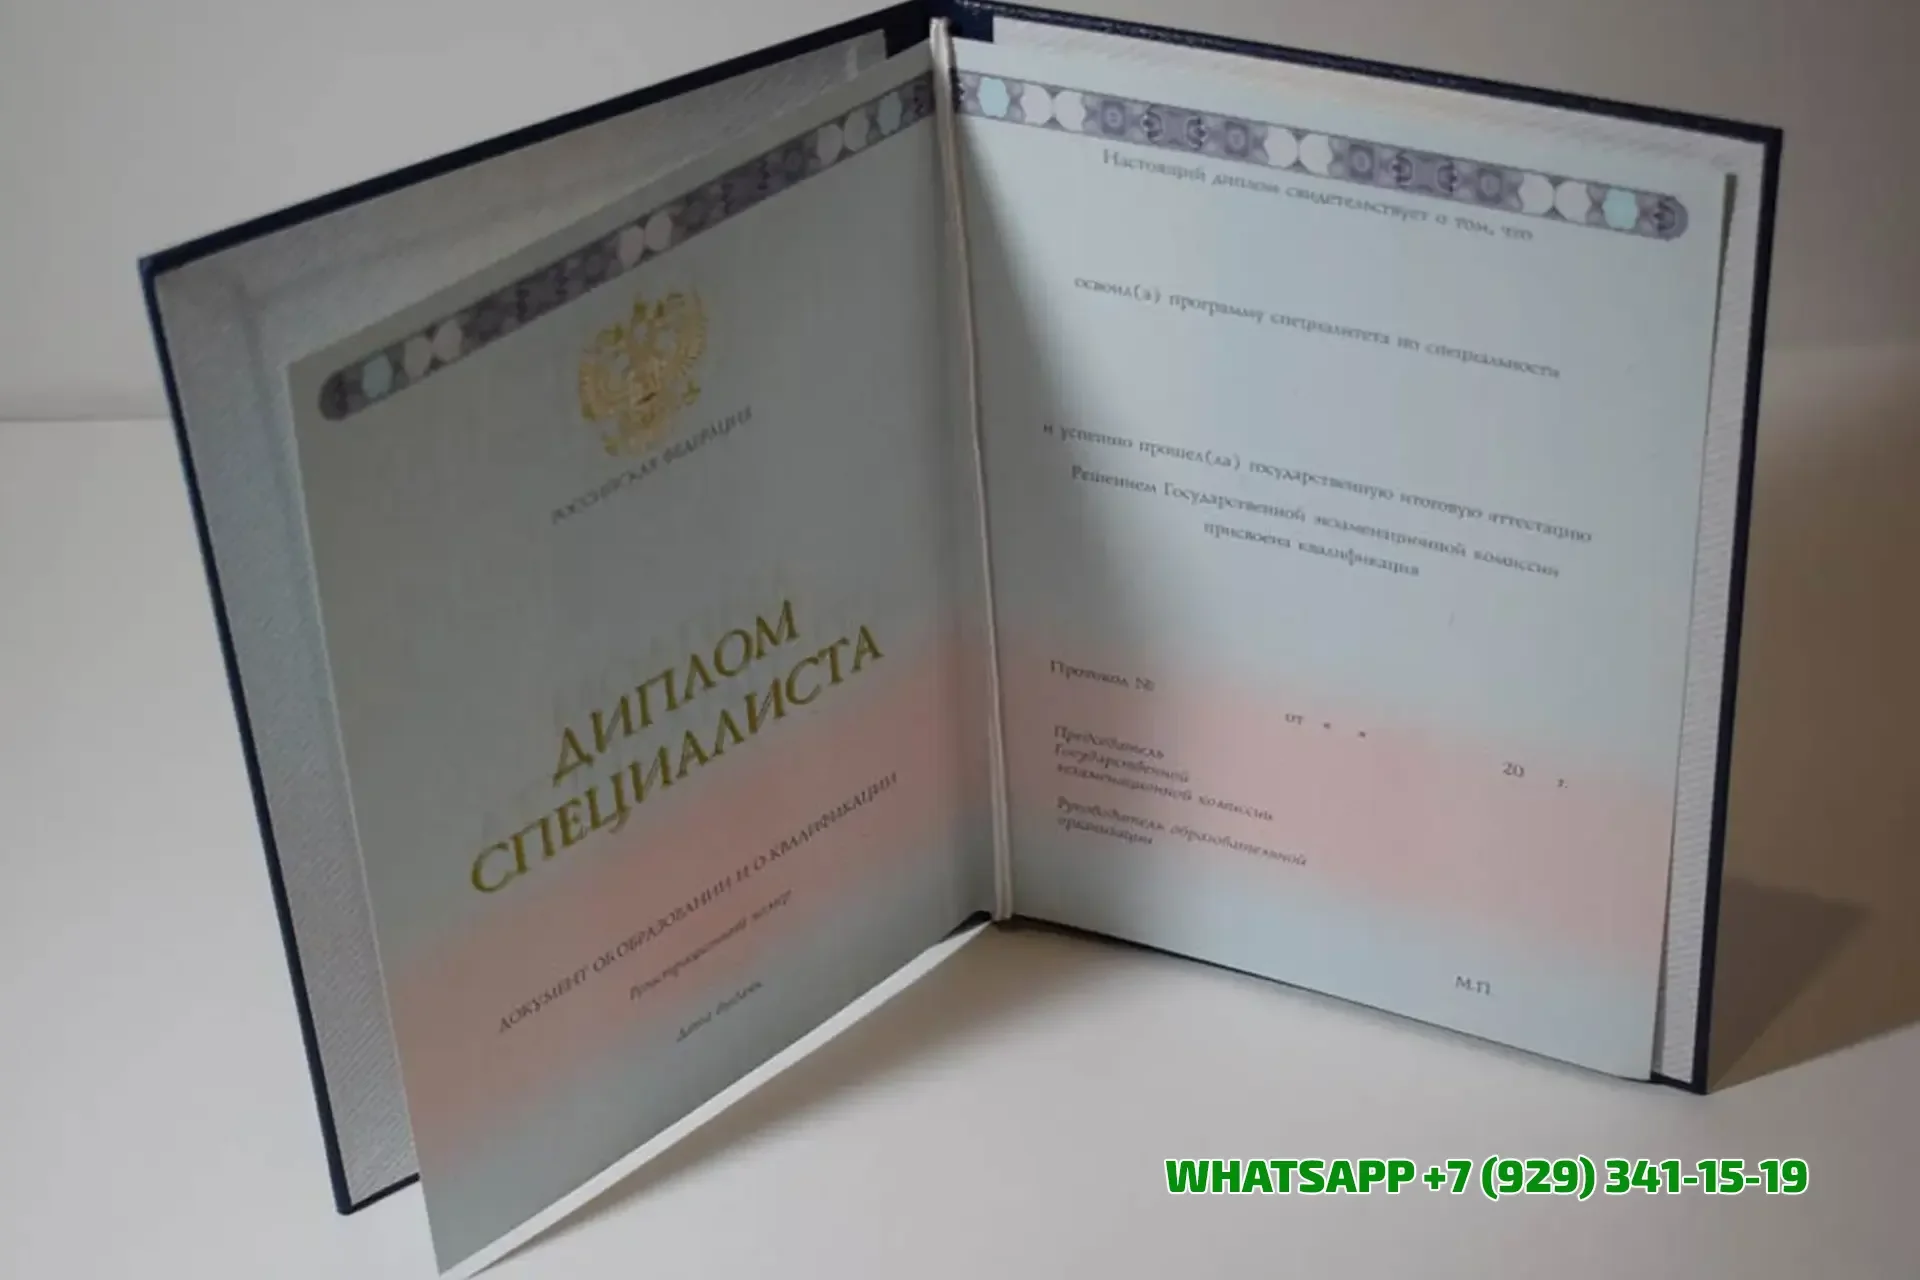 РОССИЙСКАЯ ФЕДЕРАЦИЯ
ДИПЛОМ
СПЕЦИАЛИСТА
ДОКУМЕНТ ОБ ОБРАЗОВАНИИ И О КВАЛИФИКАЦИИ
Регистрационный номер
Дата выдачи
Настоящий диплом свидетельствует о том, что
освоил(а) программу специалитета по специальности
и успешно прошел(ла) государственную итоговую аттестацию
Решением Государственной экзаменационной комиссии
присвоена квалификация
Протокол №
от « » 20 г.
Председатель
Государственной
экзаменационной комиссии
Руководитель образовательной
организации
М.П.
WHATSAPP +7 (929) 341-15-19